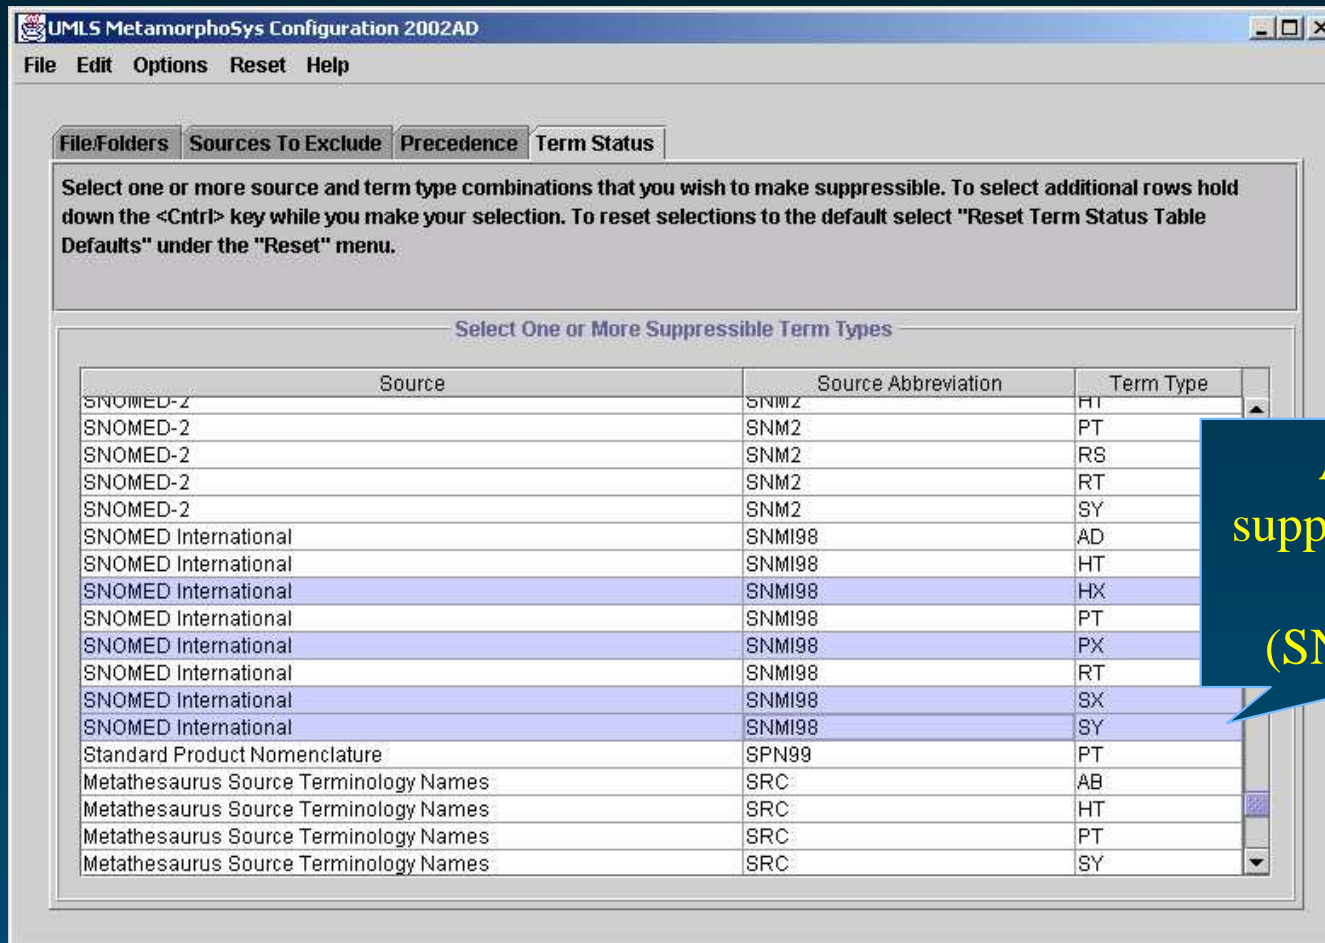 UMLS MetamorphoSys Configuration 2002AD
File Edit Options Reset Help
File/Folders Sources To Exclude Precedence Term Status
Select one or more source and term type combinations that you wish to make suppressible. To select additional rows hold
down the <Cntrl> key while you make your selection. To reset selections to the default select "Reset Term Status Table
Defaults" under the "Reset" menu.
Select One or More Suppressible Term Types
Source Source Abbreviation Term Type
SNOMED-2 SNM2 HT
SNOMED-2 SNM2 PT
SNOMED-2 SNM2 RS
SNOMED-2 SNM2 RT
SNOMED-2 SNM2 SY
SNOMED International SNMI98 AD
SNOMED International SNMI98 HT
SNOMED International SNMI98 HX
SNOMED International SNMI98 PT
SNOMED International SNMI98 PX
SNOMED International SNMI98 RT
SNOMED International SNMI98 SX
SNOMED International SNMI98 SY
Standard Product Nomenclature SPN99 PT
Metathesaurus Source Terminology Names SRC AB
Metathesaurus Source Terminology Names SRC HT
Metathesaurus Source Terminology Names SRC PT
Metathesaurus Source Terminology Names SRC SY
supp
(SN